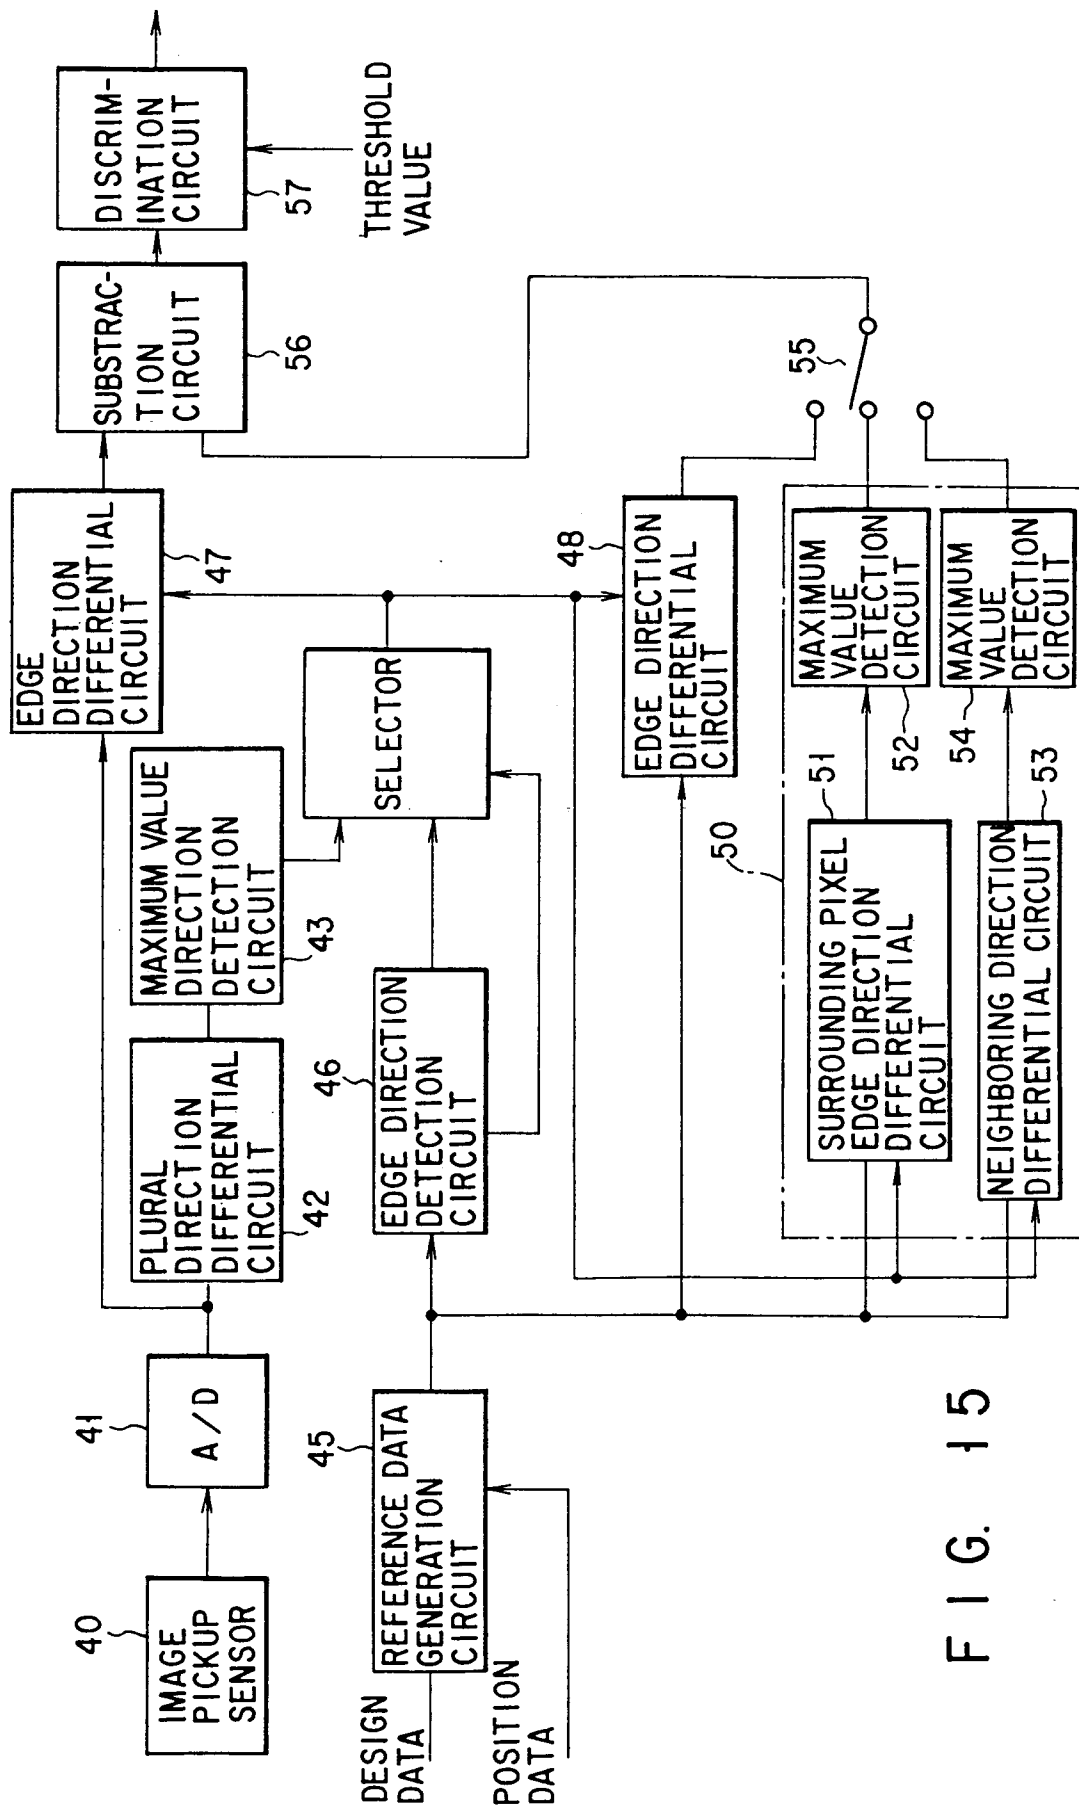 40
IMAGE
PICKUP
SENSOR
41
A/D
PLURAL
DIRECTION
DIFFERENTIAL
CIRCUIT
42
MAXIMUM VALUE
DIRECTION
DETECTION
CIRCUIT
43
EDGE
DIRECTION
DIFFERENTIAL
CIRCUIT
47
SUBSTRAC-
TION
CIRCUIT
56
DISCRIM-
INATION
CIRCUIT
57
THRESHOLD
VALUE
DESIGN
DATA
POSITION
DATA
45
REFERENCE DATA
GENERATION
CIRCUIT
46
EDGE DIRECTION
DETECTION
CIRCUIT
SELECTOR
48
EDGE DIRECTION
DIFFERENTIAL
CIRCUIT
55
50
51
SURROUNDING PIXEL
EDGE DIRECTION
DIFFERENTIAL
CIRCUIT
MAXIMUM
VALUE
DETECTION
CIRCUIT
52
NEIGHBORING DIRECTION
DIFFERENTIAL CIRCUIT
53
54
MAXIMUM
VALUE
DETECTION
CIRCUIT
FIG. 15